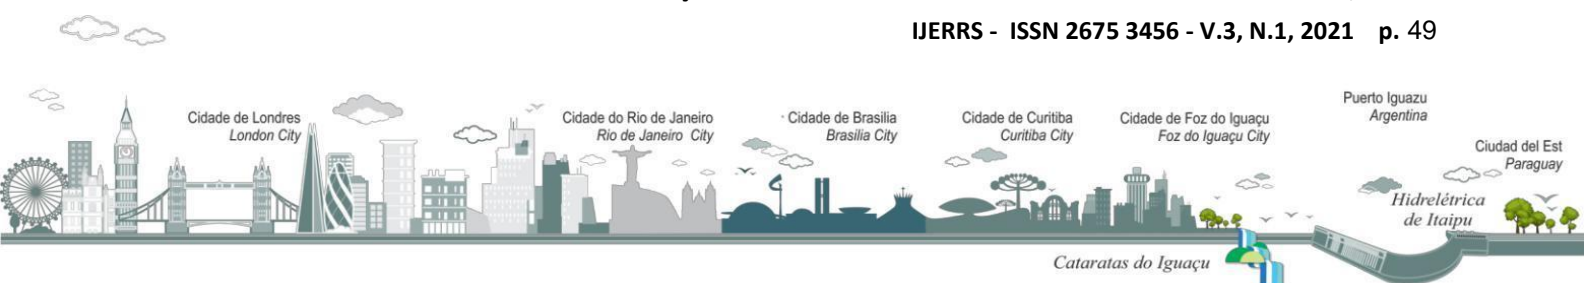 IJERRS - ISSN 2675 3456 - V.3, N.1, 2021 p. 49
Cidade de Londres
London City
Cidade do Rio de Janeiro
Rio de Janeiro City
Cidade de Brasilia
Brasilia City
Cidade de Curitiba
Curitiba City
Cidade de Foz do Iguaçu
Foz do Iguaçu City
Puerto Iguazu
Argentina
Ciudad del Est
Paraguay
Hidrelétrica
de Itaipu
Cataratas do Iguaçu